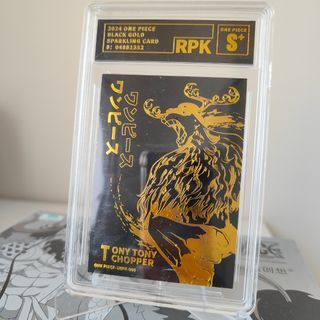 2024 ONE PIECE
BLACK GOLD
SPARKLING CARD
RPK
ONE PIECE
S+
ワンピース
ワンピース
TONY TONY
CHOPPER